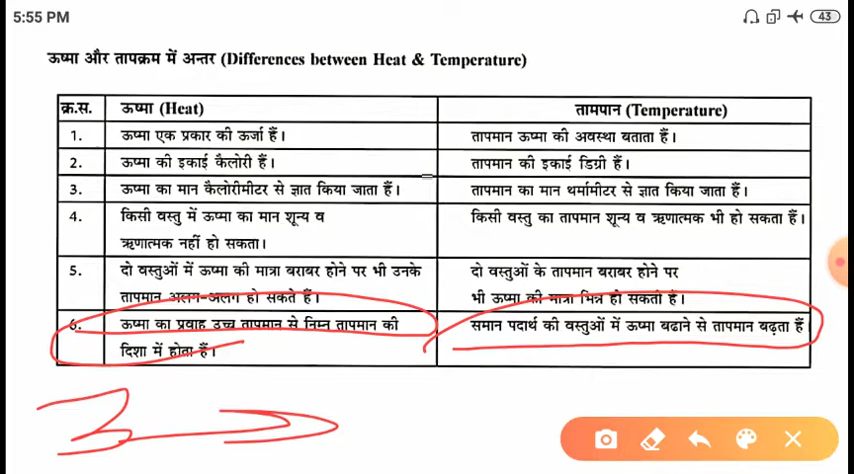 5:55 PM
43
ऊष्मा और तापक्रम में अन्तर (Differences between Heat & Temperature)
क्र.स. ऊष्मा (Heat) तामपान (Temperature)
1. ऊष्मा एक प्रकार की ऊर्जा हैं। तापमान ऊष्मा की अवस्था बताता हैं।
2. ऊष्मा की इकाई कैलोरी हैं। तापमान की इकाई डिग्री हैं।
3. ऊष्मा का मान कैलोरीमीटर से ज्ञात किया जाता हैं। तापमान का मान थर्मामीटर से ज्ञात किया जाता हैं।
4. किसी वस्तु में ऊष्मा का मान शून्य व किसी वस्तु का तापमान शून्य व ऋणात्मक भी हो सकता हैं।
ऋणात्मक नहीं हो सकता।
5. दो वस्तुओं में ऊष्मा की मात्रा बराबर होने पर भी उनके दो वस्तुओं के तापमान बराबर होने पर
तापमान अलग-अलग हो सकते हैं। भी ऊष्मा की मात्रा भिन्न हो सकती हैं।
6. ऊष्मा का प्रवाह उच्च तापमान से निम्न तापमान की समान पदार्थ की वस्तुओं में ऊष्मा बढाने से तापमान बढ़ता हैं
दिशा में होता हैं।